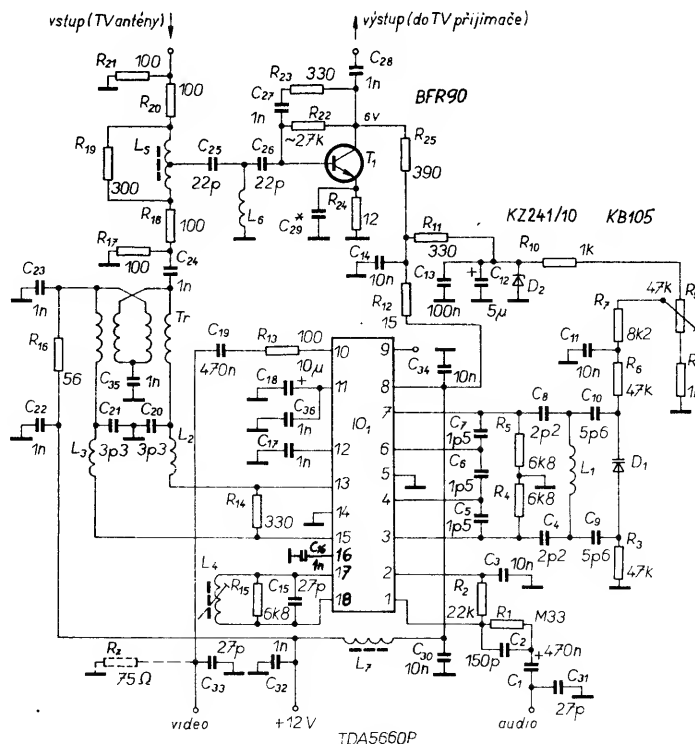 vstup (TV antény)
výstup (do TV přijímače)
R21 100
R20 100
R23 330
C28 1n
C27 1n
BFR90
R22 ~27k
6V
R19 300
L5
C25 22p
C26 22p
T1
R25 390
R18 100
L6
C29*
R24 12
R17 100
C24 1n
R11 330
KZ241/10
KB105
R10 1k
C14 10n
C13 100n
C12 + 5μ
D2
C23 1n
R12 15
R7 8k2
47k
R16 56
Tr
C19 470n
R13 100
C11 10n
R6 47k
C35 1n
C18 10μ +
C34 10n
C36 1n
C17 1n
C22 1n
C21 3p3
C20 3p3
L3
L2
IO1
10
11
12
13
14
15
16
17
18
9
8
7
6
5
4
3
2
1
C7 1p5
C6 1p5
C5 1p5
R5 6k8
R4 6k8
C8 2p2
C10 5p6
L1
D1
C4 2p2
C9 5p6
R14 330
C16 1n
L4
R15 6k8
C15 27p
C3 10n
R3 47k
R2 22k
R1 M33
C2 150p
+ 470n
C1
C31 27p
Rz 75Ω
C33 27p
C32 1n
L7
C30 10n
video
+12V
audio
TDA5660P